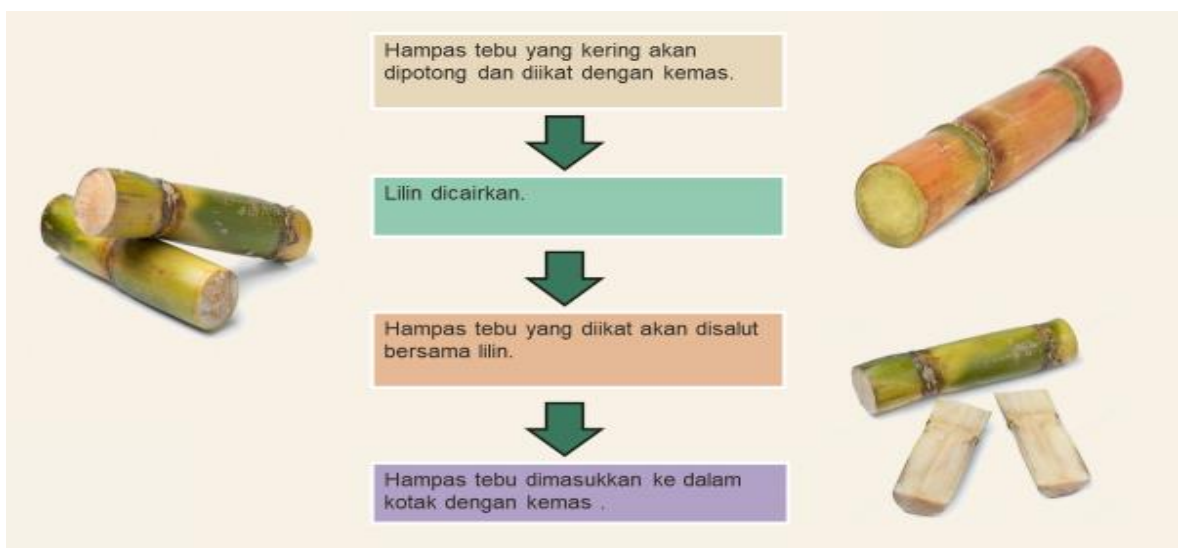 Hampas tebu yang kering akan
dipotong dan diikat dengan kemas.
Lilin dicairkan.
Hampas tebu yang diikat akan disalut
bersama lilin.
Hampas tebu dimasukkan ke dalam
kotak dengan kemas .